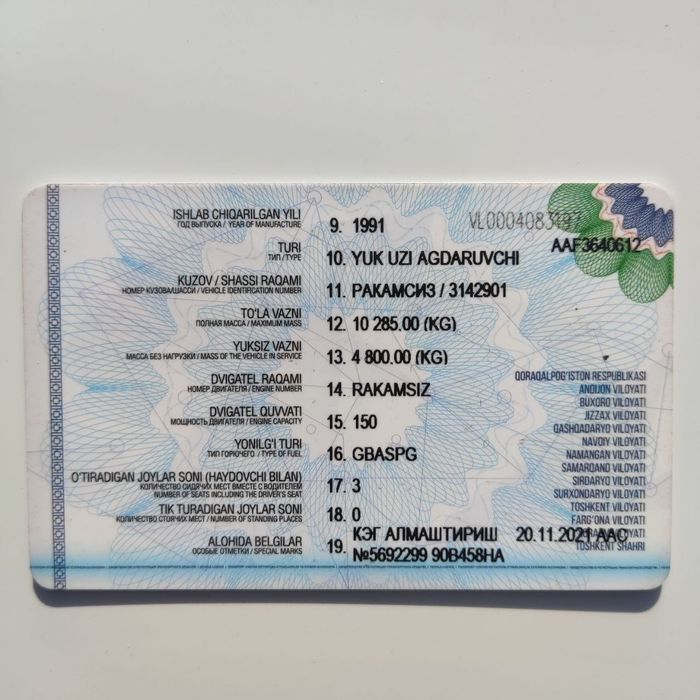 ISHLAB CHIQARILGAN YILI
ГОД ВЫПУСКА / YEAR OF MANUFACTURE
9. 1991
VL0004083197
AAF3640612
TURI
ТИП / TYPE
10. YUK UZI AGDARUVCHI
KUZOV / SHASSI RAQAMI
НОМЕР КУЗОВА/ШАССИ / VEHICLE IDENTIFICATION NUMBER
11. РАКАМСИЗ / 3142901
TO'LA VAZNI
ПОЛНАЯ МАССА / MAXIMUM MASS
12. 10 285.00 (KG)
YUKSIZ VAZNI
МАССА БЕЗ НАГРУЗКИ / MASS OF THE VEHICLE IN SERVICE
13. 4 800.00 (KG)
DVIGATEL RAQAMI
НОМЕР ДВИГАТЕЛЯ / ENGINE NUMBER
14. RAKAMSIZ
DVIGATEL QUVVATI
МОЩНОСТЬ ДВИГАТЕЛЯ / ENGINE CAPACITY
15. 150
YONILG'I TURI
ТИП ГОРЮЧЕГО / TYPE OF FUEL
16. GBASPG
O'TIRADIGAN JOYLAR SONI (HAYDOVCHI BILAN)
КОЛИЧЕСТВО СИДЯЧИХ МЕСТ ВМЕСТЕ С ВОДИТЕЛЕМ
NUMBER OF SEATS INCLUDING THE DRIVER'S SEAT
17. 3
TIK TURADIGAN JOYLAR SONI
КОЛИЧЕСТВО СТОЯЧИХ МЕСТ / NUMBER OF STANDING PLACES
18. 0
ALOHIDA BELGILAR
ОСОБЫЕ ОТМЕТКИ / SPECIAL MARKS
19. КЭГ АЛМАШТИРИШ 20.11.2021 ААС
№5692299 90В458НА
QORAQALPOG'ISTON RESPUBLIKASI
ANDIJON VILOYATI
BUXORO VILOYATI
JIZZAX VILOYATI
QASHQADARYO VILOYATI
NAVOIY VILOYATI
NAMANGAN VILOYATI
SAMARQAND VILOYATI
SIRDARYO VILOYATI
SURXONDARYO VILOYATI
TOSHKENT VILOYATI
FARG'ONA VILOYATI
TOSHKENT SHAHRI